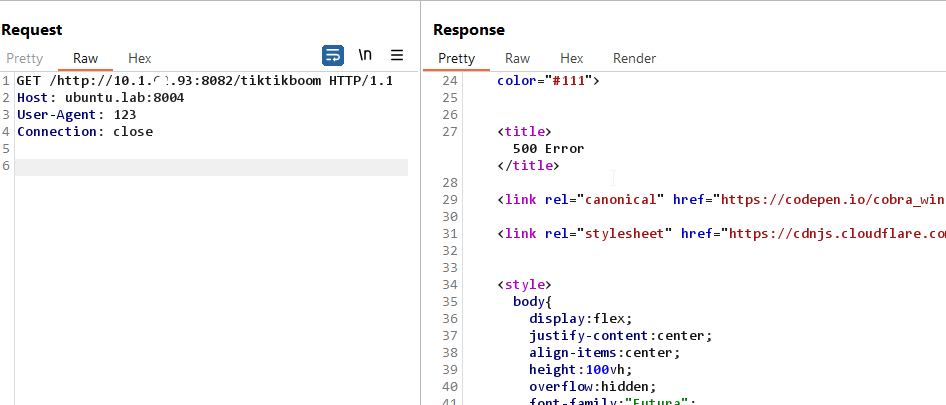 Request
Pretty Raw Hex \n
1 GET /http://10.1. .93:8082/tiktikboom HTTP/1.1
2 Host: ubuntu.lab:8004
3 User-Agent: 123
4 Connection: close
5
6
Response
Pretty Raw Hex Render
24 color="#111">
25
26
27 <title>
500 Error
</title>
28
29 <link rel="canonical" href="https://codepen.io/cobra_win
30
31 <link rel="stylesheet" href="https://cdnjs.cloudflare.co
32
33
34 <style>
35 body{
36 display:flex;
37 justify-content:center;
38 align-items:center;
39 height:100vh;
40 overflow:hidden;
41 font-family:"Futura";